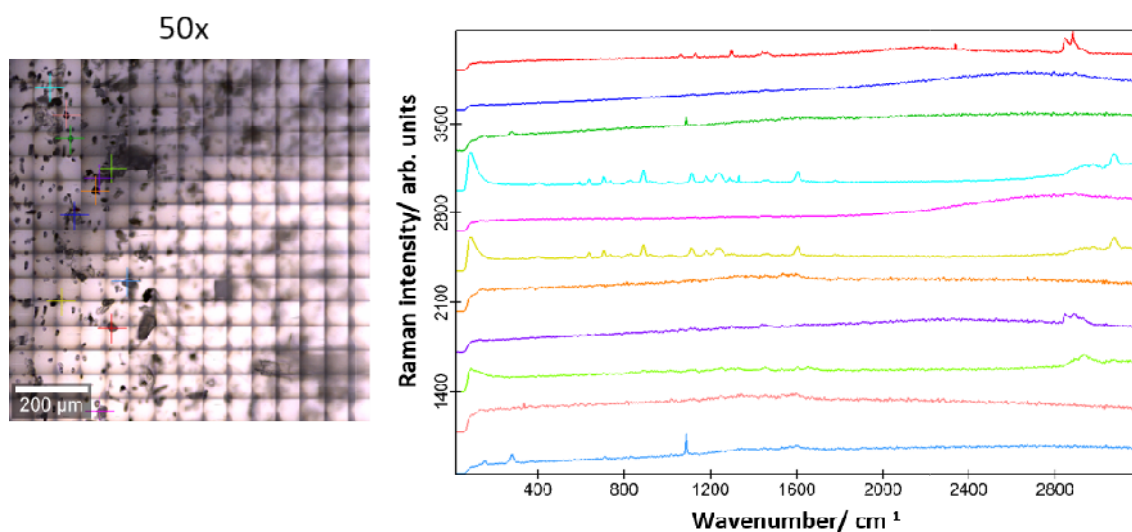 50x
200 µm
Raman intensity/ arb. units
3500
2800
2100
1400
400 800 1200 1600 2000 2400 2800
Wavenumber/ cm ¹